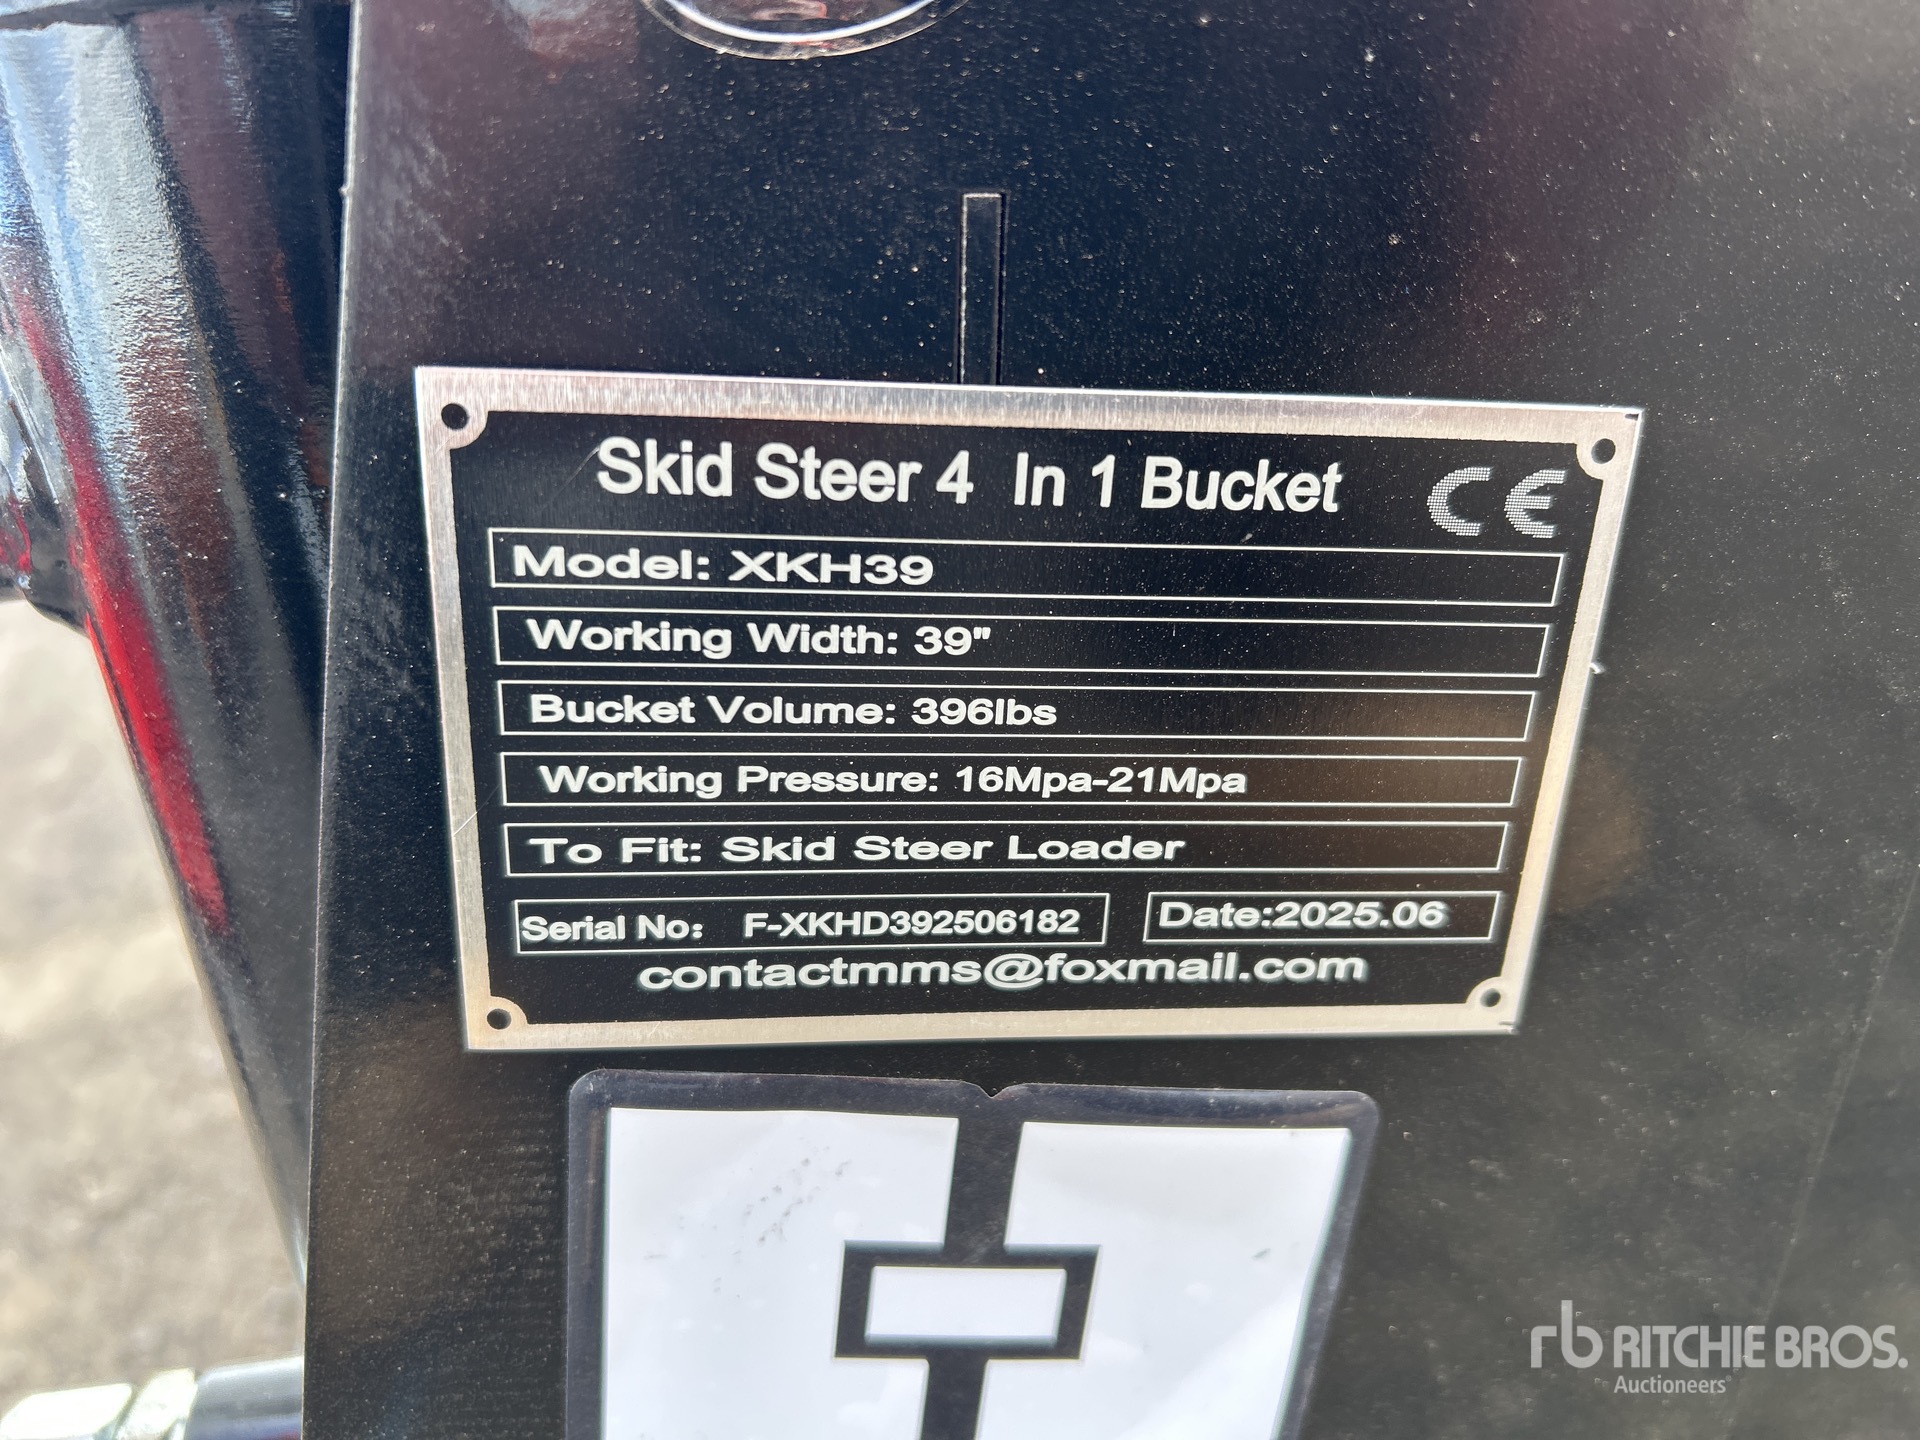 Skid Steer 4 In 1 Bucket CE
Model: XKH39
Working Width: 39"
Bucket Volume: 396lbs
Working Pressure: 16Mpa-21Mpa
To Fit: Skid Steer Loader
Serial No: F-XKHD392506182 Date:2025.06
contactmms@foxmail.com
rb RITCHIE BROS.
Auctioneers